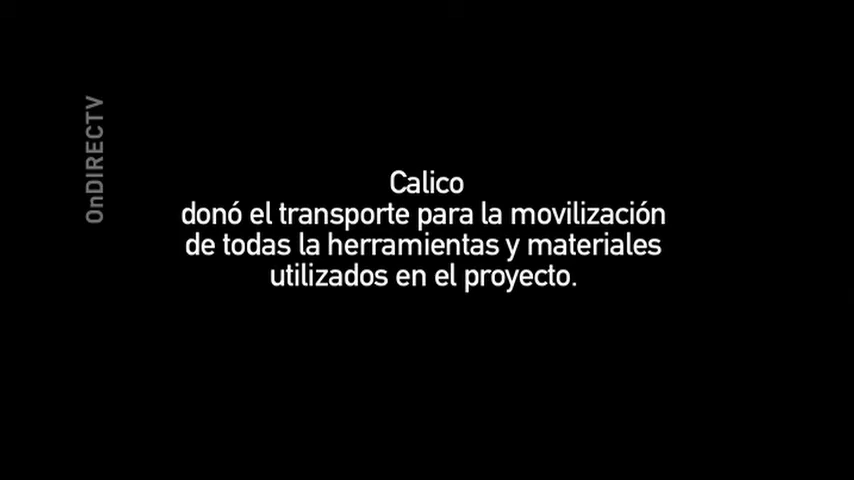 OnDIRECTV
Calico
donó el transporte para la movilización
de todas la herramientas y materiales
utilizados en el proyecto.